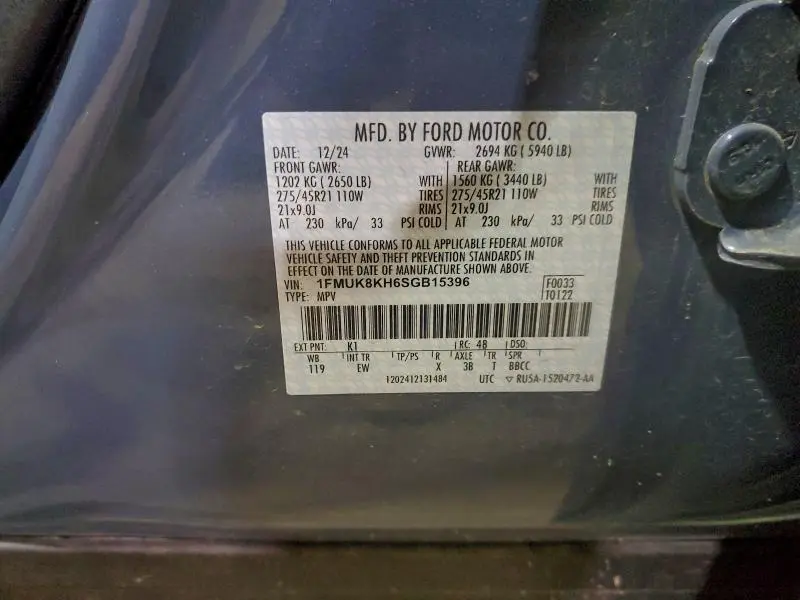 MFD. BY FORD MOTOR CO.
DATE: 12/24 GVWR: 2694 KG ( 5940 LB)
FRONT GAWR: REAR GAWR:
1202 KG ( 2650 LB) WITH 1560 KG ( 3440 LB) WITH
275/45R21 110W TIRES 275/45R21 110W TIRES
21x9.0J RIMS 21x9.0J RIMS
AT 230 kPa/ 33 PSI COLD AT 230 kPa/ 33 PSI COLD
THIS VEHICLE CONFORMS TO ALL APPLICABLE FEDERAL MOTOR
VEHICLE SAFETY AND THEFT PREVENTION STANDARDS IN
EFFECT ON THE DATE OF MANUFACTURE SHOWN ABOVE.
VIN: 1FMUK8KH6SGB15396 F0033
TYPE: MPV T0122
EXT PNT: K1 RC: 48 DSO:
WB INT TR TP/PS R AXLE TR SPR
119 EW X 3B T BBCC
1202412131484 UTC ▽ RU5A-1520472-AA